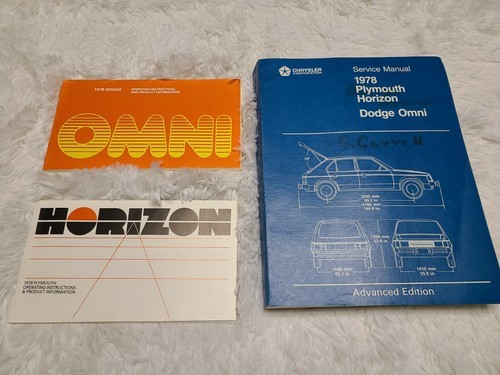 1978 DODGE
OPERATING INSTRUCTIONS
AND PRODUCT INFORMATION
OMNI
HORIZON
1978 PLYMOUTH
OPERATING INSTRUCTIONS
& PRODUCT INFORMATION
CHRYSLER
CORPORATION
Service Manual
1978
Plymouth
Horizon
Dodge Omni
Advanced Edition